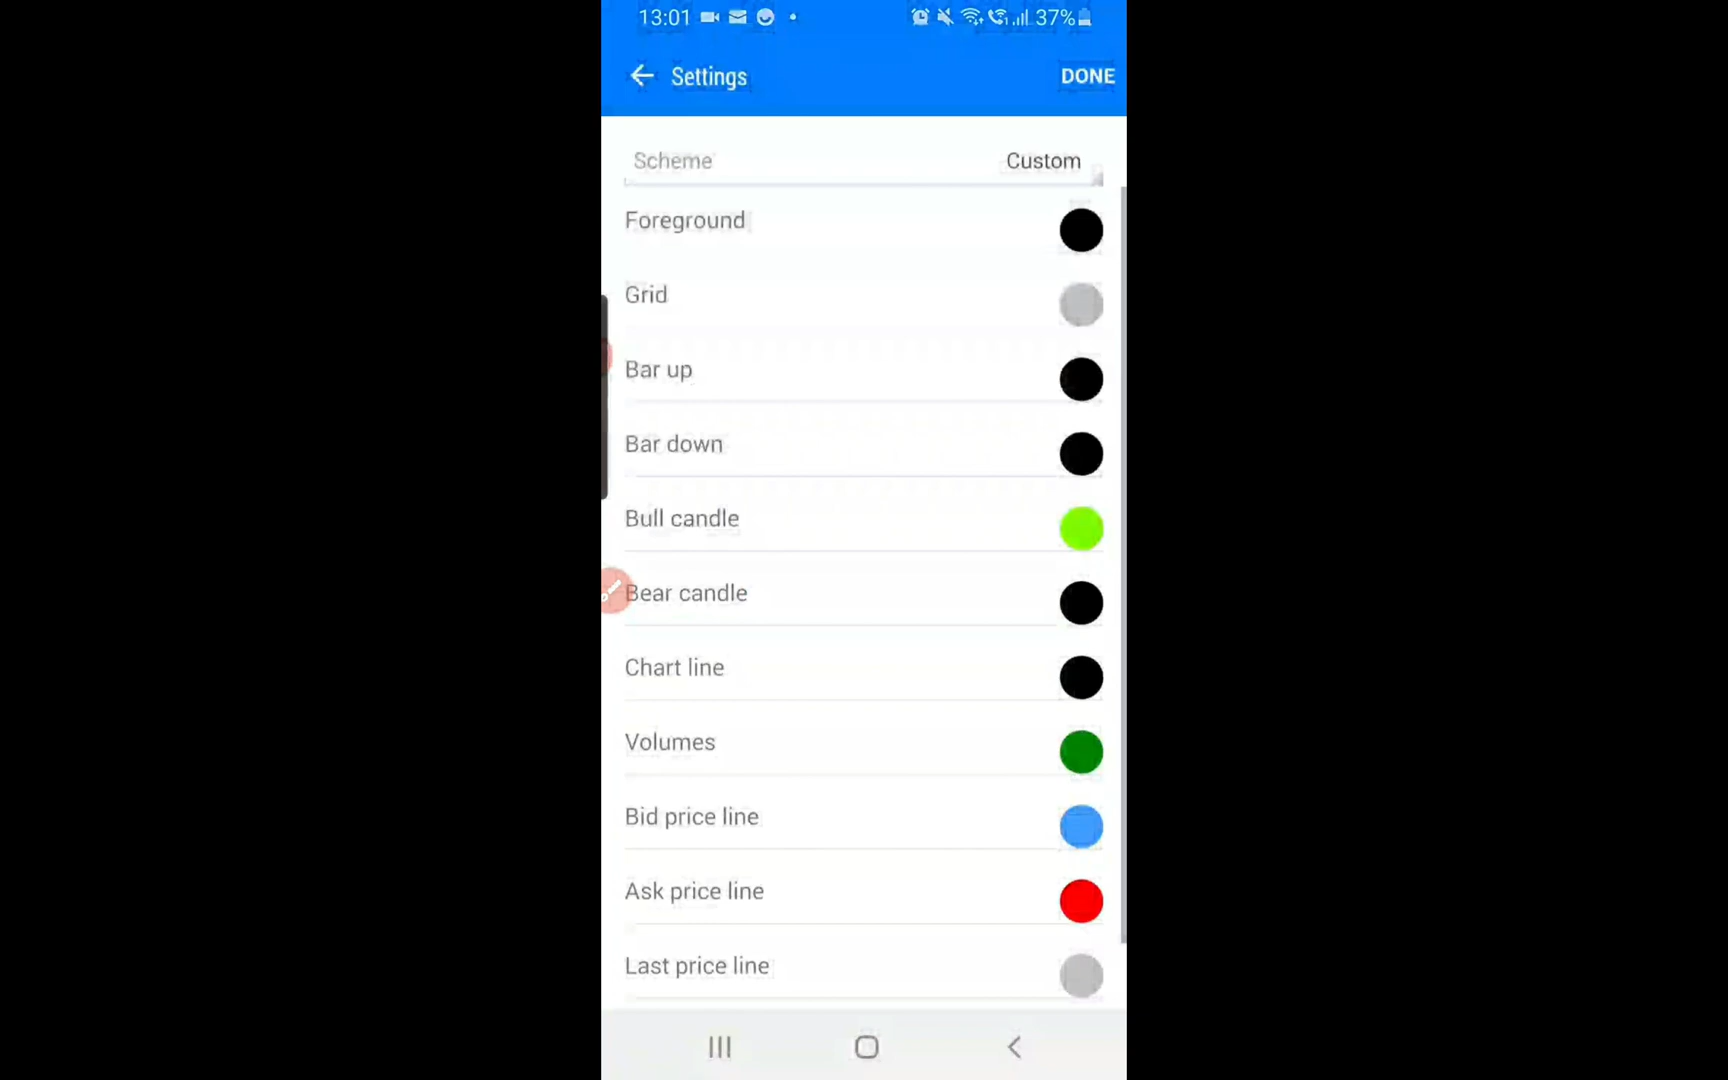 13:01 37%
Settings DONE
Scheme Custom
Foreground
Grid
Bar up
Bar down
Bull candle
Bear candle
Chart line
Volumes
Bid price line
Ask price line
Last price line